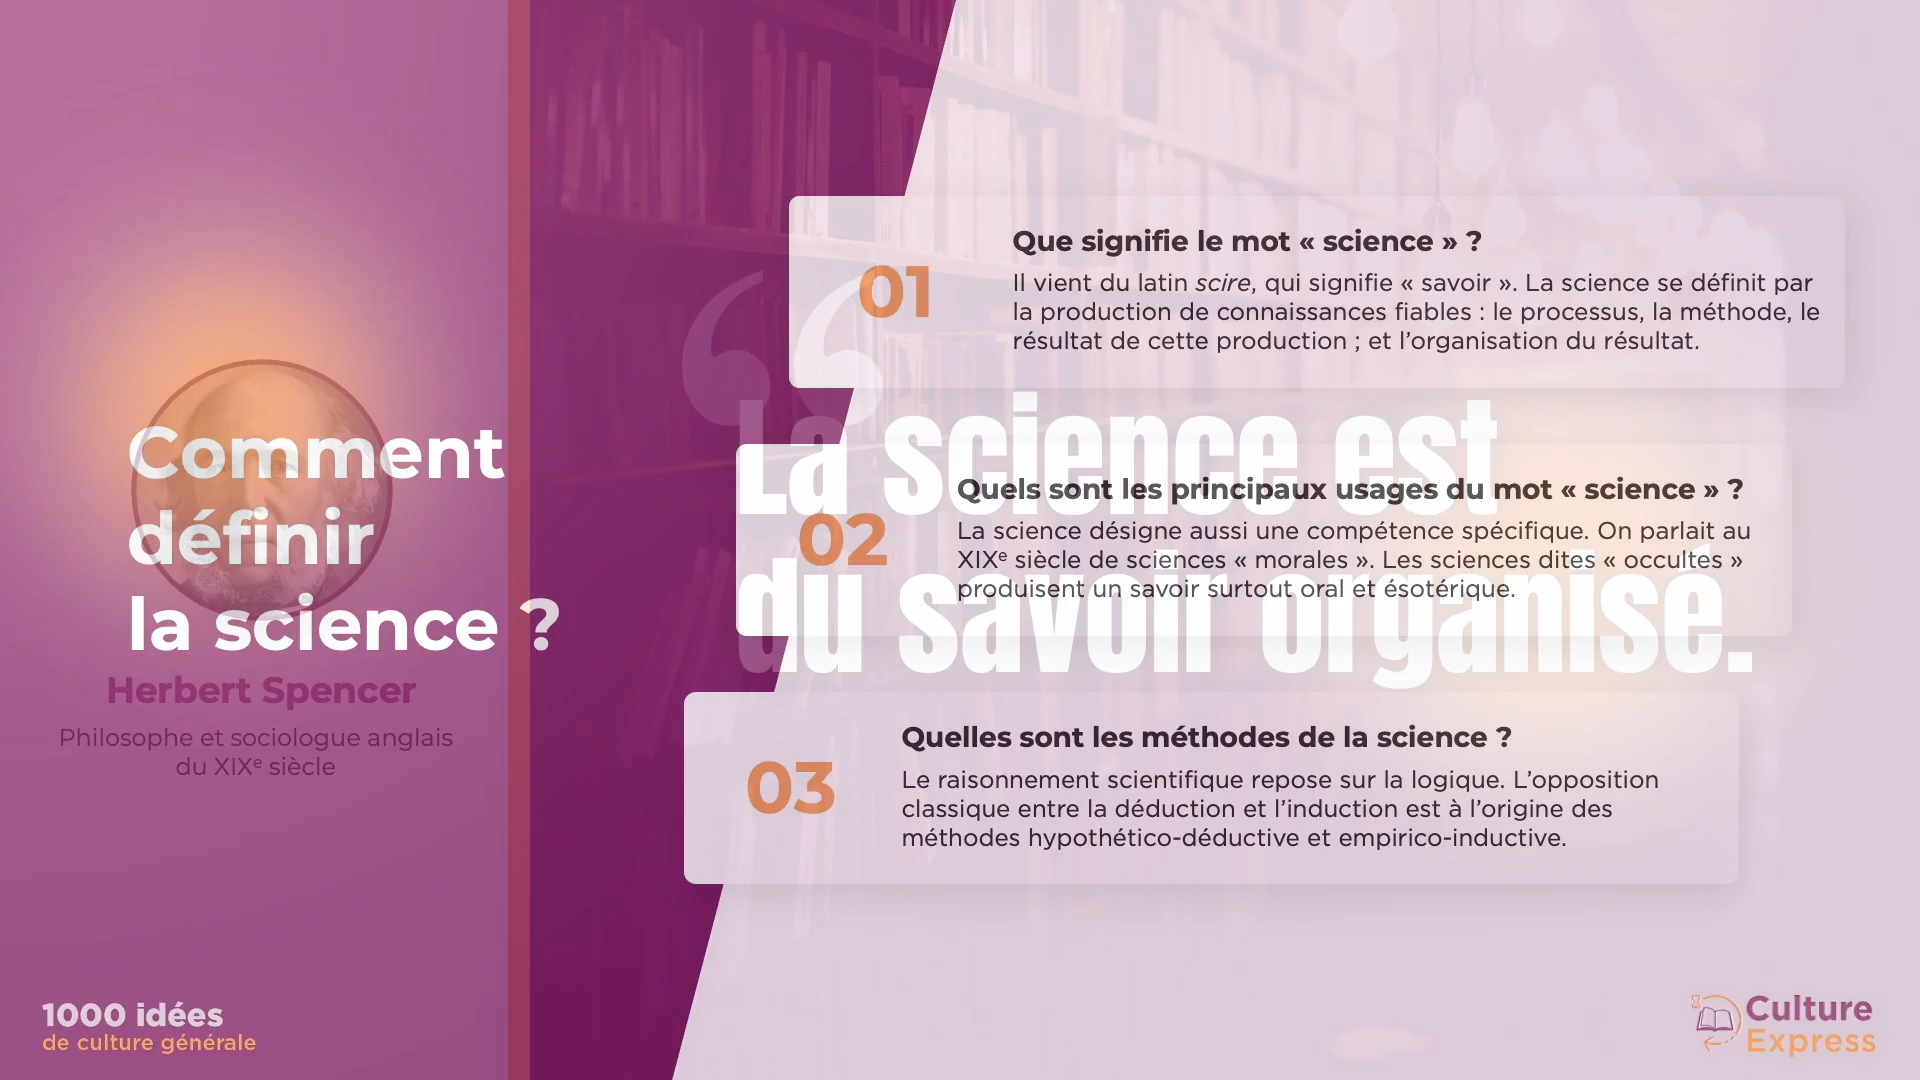 Comment
définir
la science ?
Herbert Spencer
Philosophe et sociologue anglais
du XIXe siècle
“
La science est
du savoir organisé.
01
Que signifie le mot « science » ?
Il vient du latin scire, qui signifie « savoir ». La science se définit par
la production de connaissances fiables : le processus, la méthode, le
résultat de cette production ; et l’organisation du résultat.
02
Quels sont les principaux usages du mot « science » ?
La science désigne aussi une compétence spécifique. On parlait au
XIXe siècle de sciences « morales ». Les sciences dites « occultes »
produisent un savoir surtout oral et ésotérique.
03
Quelles sont les méthodes de la science ?
Le raisonnement scientifique repose sur la logique. L’opposition
classique entre la déduction et l’induction est à l’origine des
méthodes hypothético-déductive et empirico-inductive.
1000 idées
de culture générale
Culture
Express